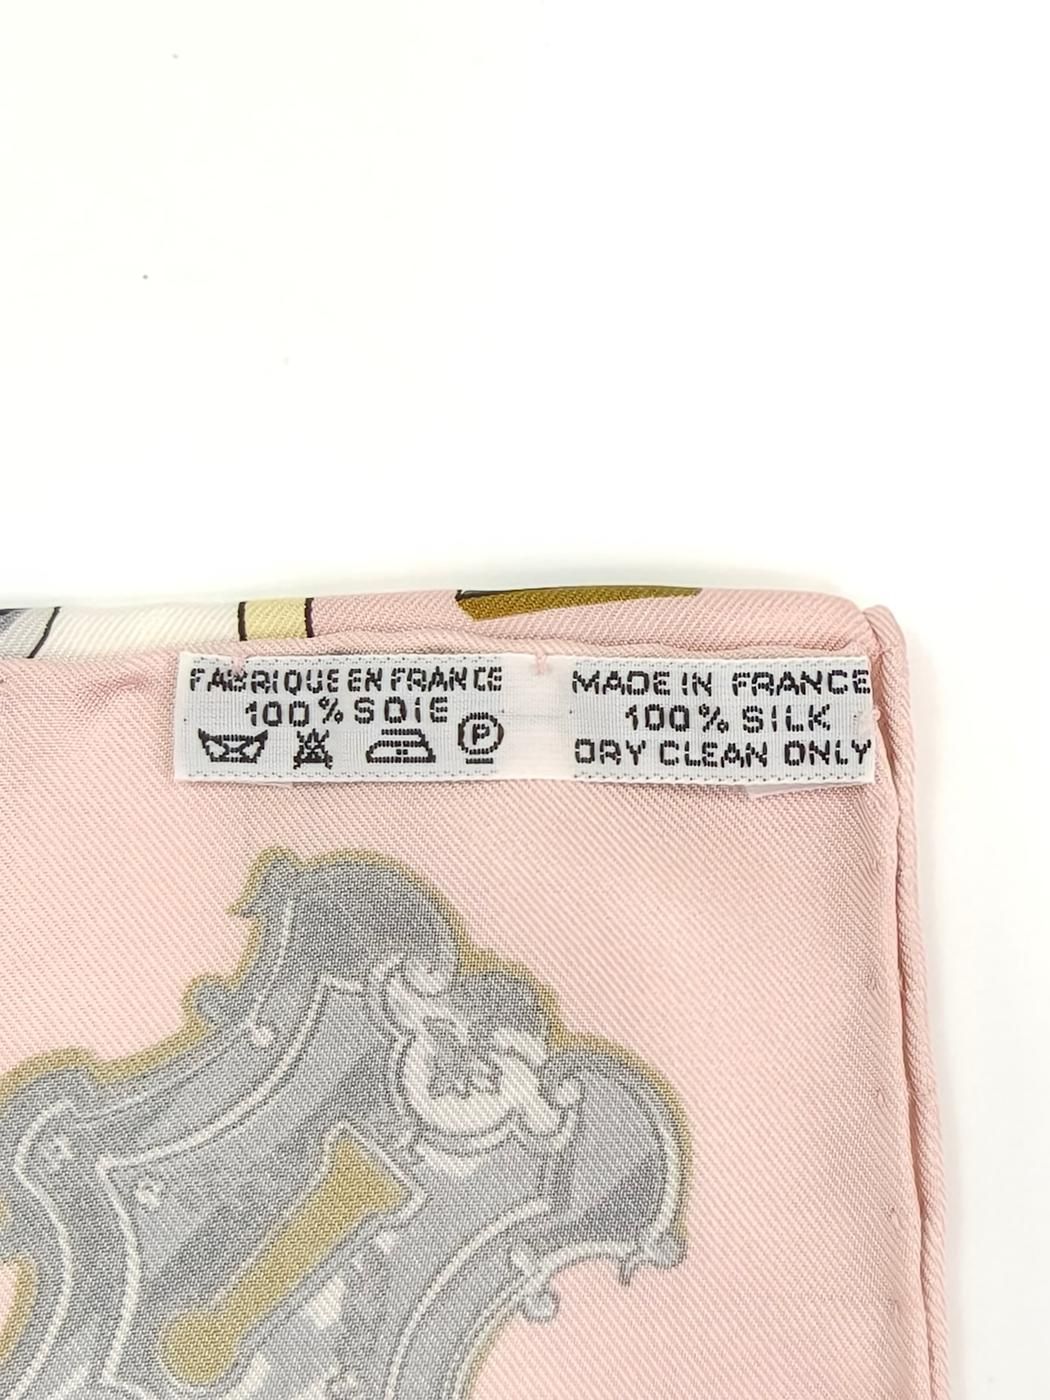 FABRIQUE EN FRANCE
100% SOIE
P
MADE IN FRANCE
100% SILK
DRY CLEAN ONLY